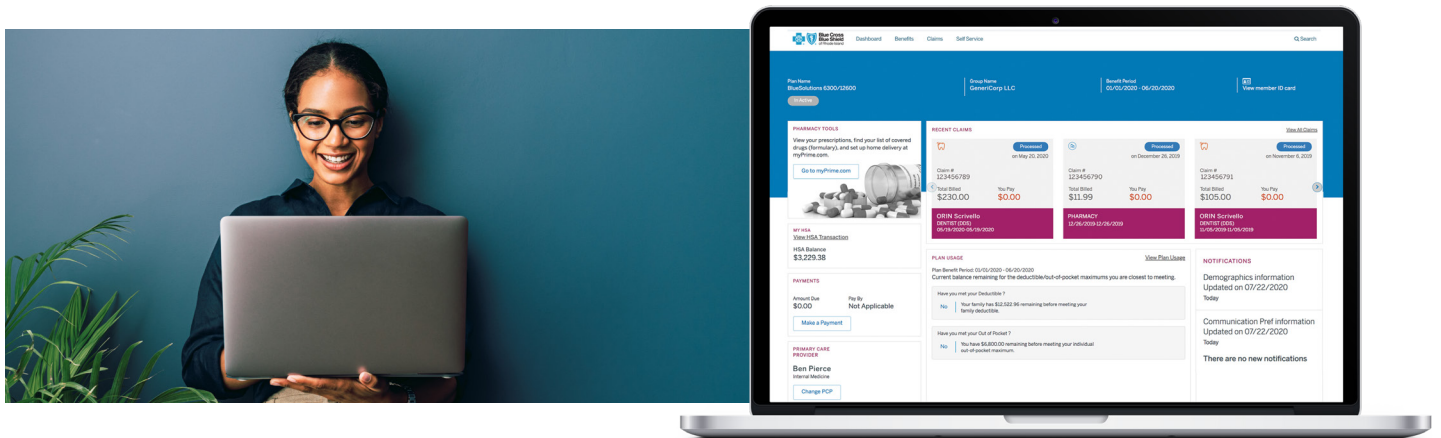 Blue Cross
Blue Shield
of Rhode Island
Dashboard
Benefits
Claims
Self Service
Search
Plan Name
BlueSolutions 6300/12600
In Active
Group Name
GeneriCorp LLC
Benefit Period
01/01/2020 - 06/20/2020
View member ID card
PHARMACY TOOLS
View your prescriptions, find your list of covered
drugs (formulary), and set up home delivery at
myPrime.com.
Go to myPrime.com
MY HSA
View HSA Transaction
HSA Balance
$3,229.38
PAYMENTS
Amount Due
$0.00
Pay By
Not Applicable
Make a Payment
PRIMARY CARE
PROVIDER
Ben Pierce
Internal Medicine
Change PCP
RECENT CLAIMS
View All Claims
Processed
on May 20, 2020
Claim #
123456789
Total Billed
$230.00
You Pay
$0.00
ORIN Scrivello
DENTIST (DDS)
05/19/2020-05/19/2020
Processed
on December 26, 2019
Claim #
123456790
Total Billed
$11.99
You Pay
$0.00
PHARMACY
12/26/2019-12/26/2019
Processed
on November 6, 2019
Claim #
123456791
Total Billed
$105.00
You Pay
$0.00
ORIN Scrivello
DENTIST (DDS)
11/05/2019-11/05/2019
PLAN USAGE
View Plan Usage
Plan Benefit Period: 01/01/2020 - 06/20/2020
Current balance remaining for the deductible/out-of-pocket maximums you are closest to meeting.
Have you met your Deductible ?
No
Your family has $12,522.96 remaining before meeting your
family deductible.
Have you met your Out of Pocket ?
No
You have $6,800.00 remaining before meeting your individual
out-of-pocket maximum.
NOTIFICATIONS
Demographics information
Updated on 07/22/2020
Today
Communication Pref information
Updated on 07/22/2020
Today
There are no new notifications